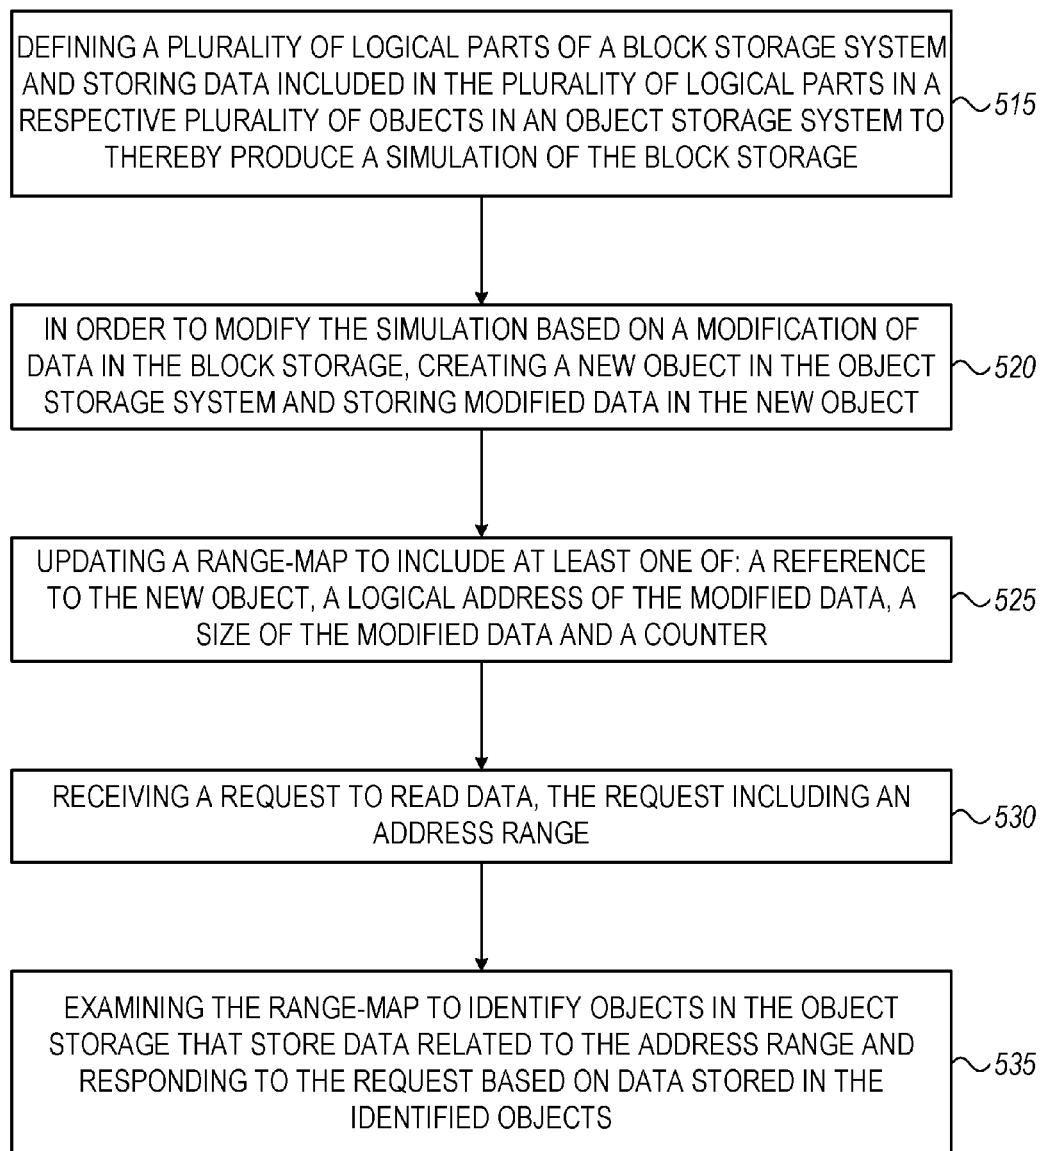 DEFINING A PLURALITY OF LOGICAL PARTS OF A BLOCK STORAGE SYSTEM
AND STORING DATA INCLUDED IN THE PLURALITY OF LOGICAL PARTS IN A
RESPECTIVE PLURALITY OF OBJECTS IN AN OBJECT STORAGE SYSTEM TO
THEREBY PRODUCE A SIMULATION OF THE BLOCK STORAGE
515
IN ORDER TO MODIFY THE SIMULATION BASED ON A MODIFICATION OF
DATA IN THE BLOCK STORAGE, CREATING A NEW OBJECT IN THE OBJECT
STORAGE SYSTEM AND STORING MODIFIED DATA IN THE NEW OBJECT
520
UPDATING A RANGE-MAP TO INCLUDE AT LEAST ONE OF: A REFERENCE
TO THE NEW OBJECT, A LOGICAL ADDRESS OF THE MODIFIED DATA, A
SIZE OF THE MODIFIED DATA AND A COUNTER
525
RECEIVING A REQUEST TO READ DATA, THE REQUEST INCLUDING AN
ADDRESS RANGE
530
EXAMINING THE RANGE-MAP TO IDENTIFY OBJECTS IN THE OBJECT
STORAGE THAT STORE DATA RELATED TO THE ADDRESS RANGE AND
RESPONDING TO THE REQUEST BASED ON DATA STORED IN THE
IDENTIFIED OBJECTS
535